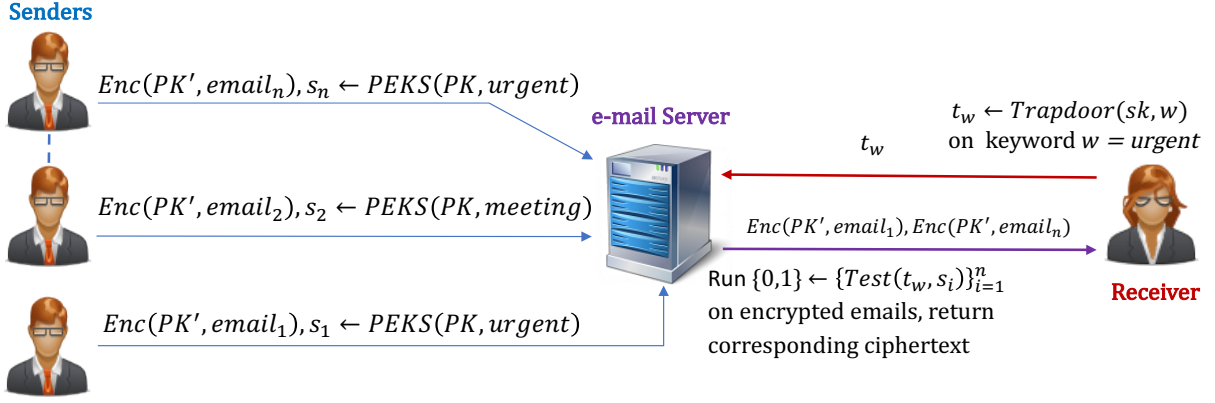 Senders
Enc(PK′, email_n), s_n ← PEKS(PK, urgent)
e-mail Server
t_w ← Trapdoor(sk, w)
on keyword w = urgent
t_w
Enc(PK′, email_2), s_2 ← PEKS(PK, meeting)
Enc(PK′, email_1), Enc(PK′, email_n)
Run {0,1} ← {Test(t_w, s_i)}_{i=1}^n
on encrypted emails, return
corresponding ciphertext
Receiver
Enc(PK′, email_1), s_1 ← PEKS(PK, urgent)